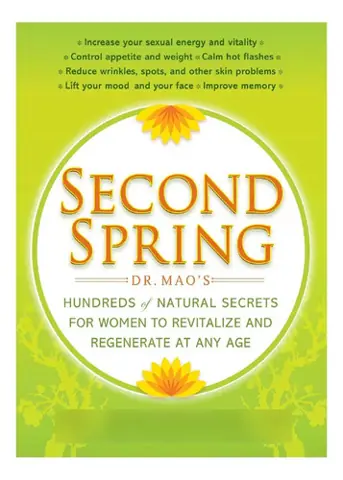 * Increase your sexual energy and vitality *
* Control appetite and weight * Calm hot flashes *
* Reduce wrinkles, spots, and other skin problems *
* Lift your mood and your face * Improve memory *
SECOND
SPRING
DR. MAO'S
HUNDREDS of NATURAL SECRETS
FOR WOMEN TO REVITALIZE AND
REGENERATE AT ANY AGE